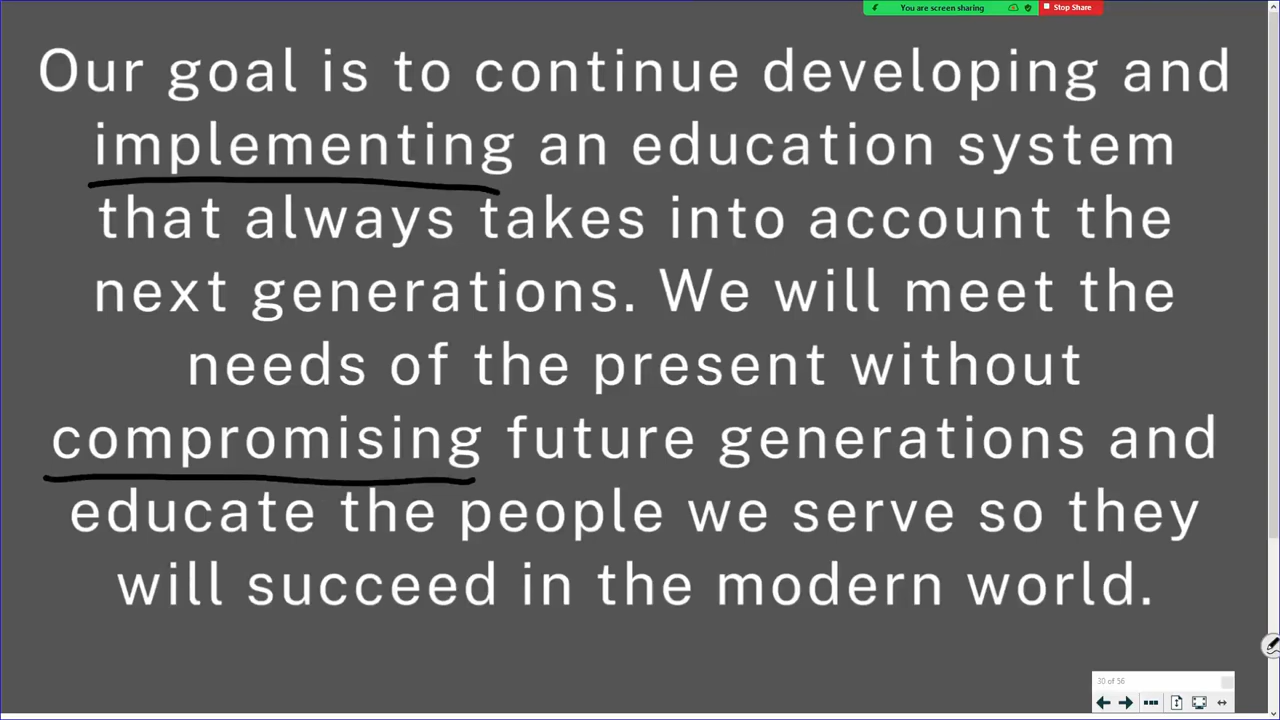 You are screen sharing
Stop Share
Our goal is to continue developing and
implementing an education system
that always takes into account the
next generations. We will meet the
needs of the present without
compromising future generations and
educate the people we serve so they
will succeed in the modern world.
30 of 56